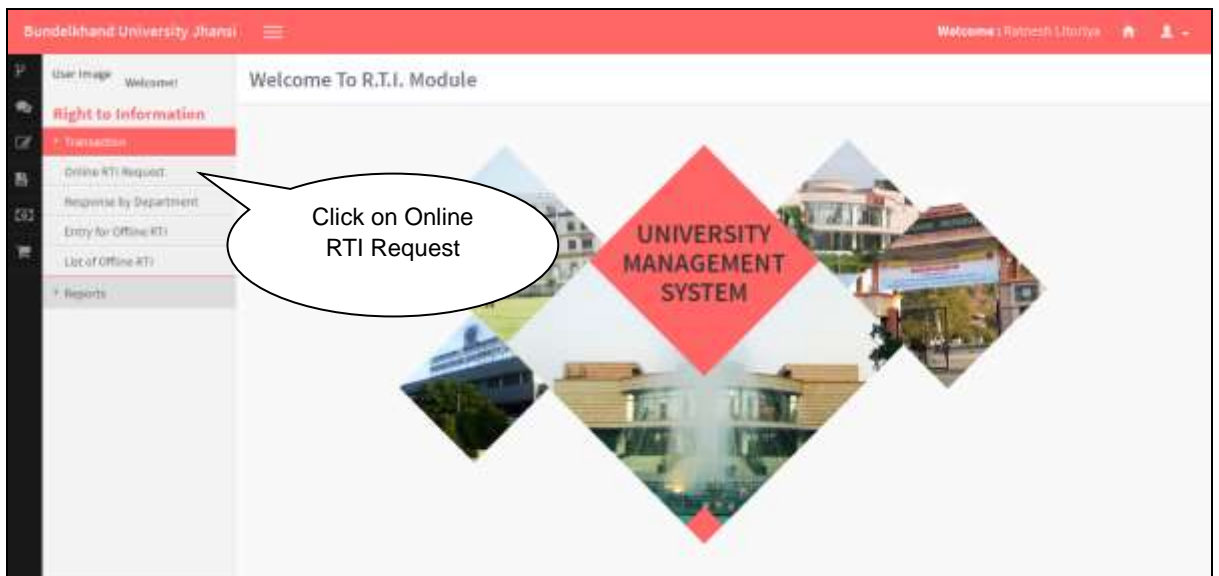 Bundelkhand University Jhansi
Welcome : Ratnesh Litoriya
User Image
Welcome!
Welcome To R.T.I. Module
Right to Information
Transaction
Online RTI Request
Response by Department
Entry for Offline RTI
List of Offline RTI
Reports
Click on Online
RTI Request
UNIVERSITY
MANAGEMENT
SYSTEM